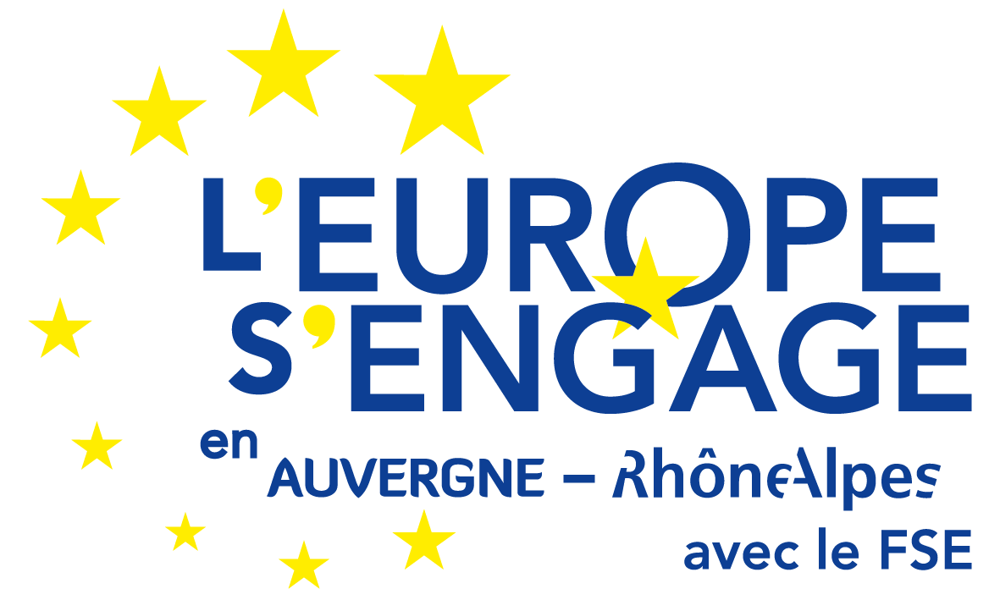 L'EUROPE
S'ENGAGE
en
AUVERGNE – RhôneAlpes
avec le FSE